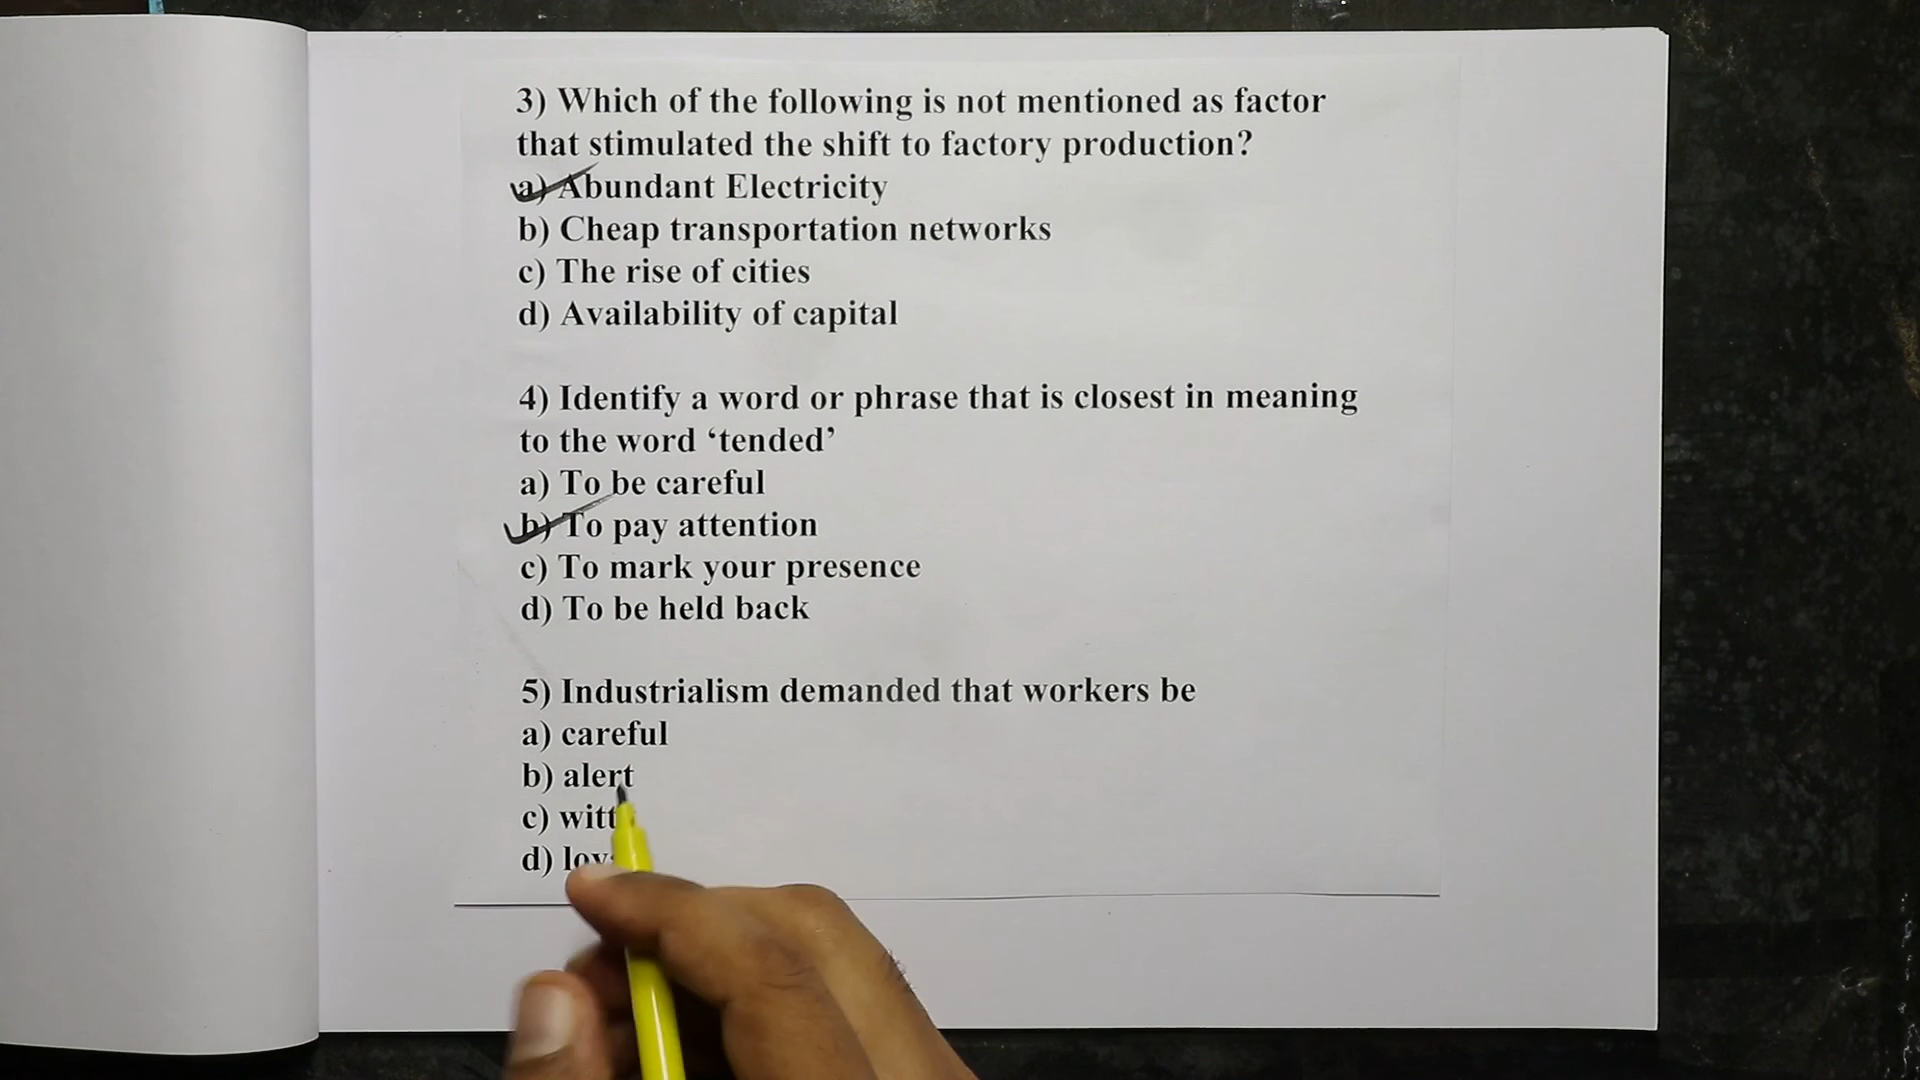 3) Which of the following is not mentioned as factor
that stimulated the shift to factory production?
a) Abundant Electricity
b) Cheap transportation networks
c) The rise of cities
d) Availability of capital
4) Identify a word or phrase that is closest in meaning
to the word ‘tended’
a) To be careful
b) To pay attention
c) To mark your presence
d) To be held back
5) Industrialism demanded that workers be
a) careful
b) alert
c)
d)